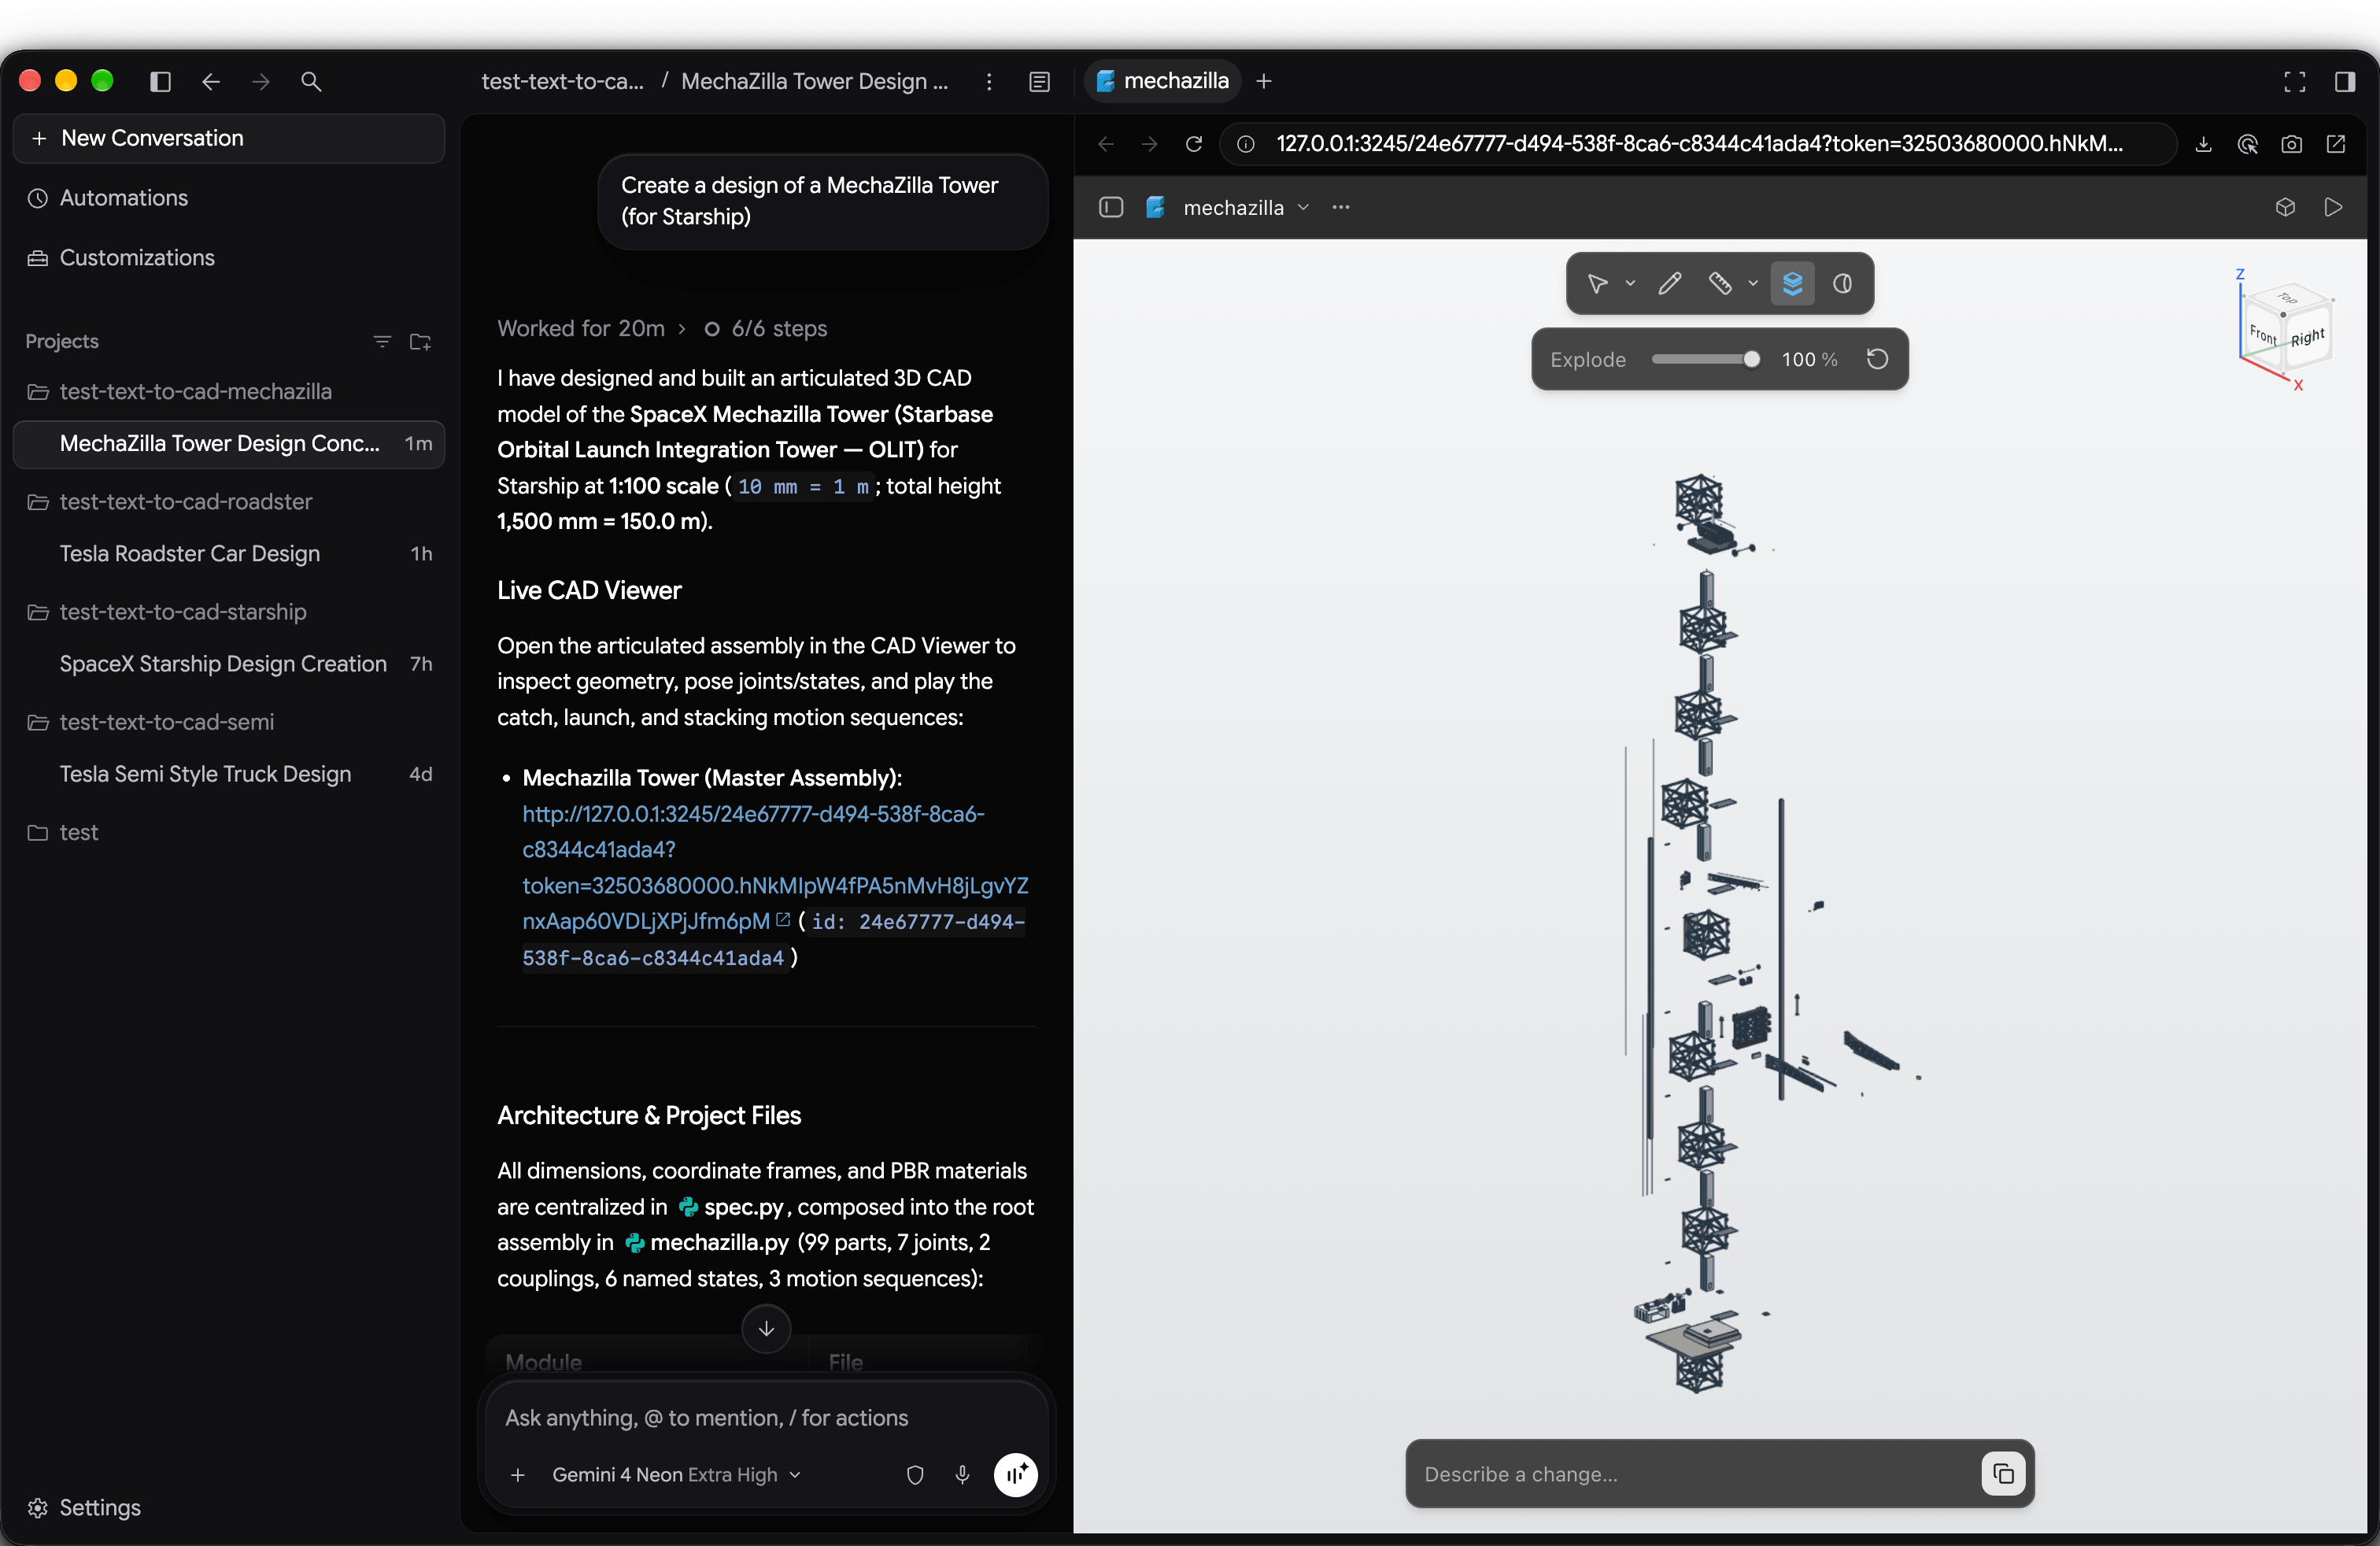 test-text-to-ca... / MechaZilla Tower Design ...
mechazilla
New Conversation
Automations
Customizations
Projects
test-text-to-cad-mechazilla
MechaZilla Tower Design Conc... 1m
test-text-to-cad-roadster
Tesla Roadster Car Design 1h
test-text-to-cad-starship
SpaceX Starship Design Creation 7h
test-text-to-cad-semi
Tesla Semi Style Truck Design 4d
test
Settings
Create a design of a MechaZilla Tower
(for Starship)
Worked for 20m > 6/6 steps
I have designed and built an articulated 3D CAD
model of the SpaceX Mechazilla Tower (Starbase
Orbital Launch Integration Tower — OLIT) for
Starship at 1:100 scale ( 10 mm = 1 m ; total height
1,500 mm = 150.0 m).
Live CAD Viewer
Open the articulated assembly in the CAD Viewer to
inspect geometry, pose joints/states, and play the
catch, launch, and stacking motion sequences:
• Mechazilla Tower (Master Assembly):
http://127.0.0.1:3245/24e67777-d494-538f-8ca6-
c8344c41ada4?
token=32503680000.hNkMIpW4fPA5nMvH8jLgvYZ
nxAap60VDLjXPjJfm6pM ( id: 24e67777-d494-
538f-8ca6-c8344c41ada4 )
Architecture & Project Files
All dimensions, coordinate frames, and PBR materials
are centralized in spec.py, composed into the root
assembly in mechazilla.py (99 parts, 7 joints, 2
couplings, 6 named states, 3 motion sequences):
Module File
Ask anything, @ to mention, / for actions
Gemini 4 Neon Extra High
127.0.0.1:3245/24e67777-d494-538f-8ca6-c8344c41ada4?token=32503680000.hNkM...
mechazilla
Explode 100 %
Z
Top
Front
Right
X
Describe a change...